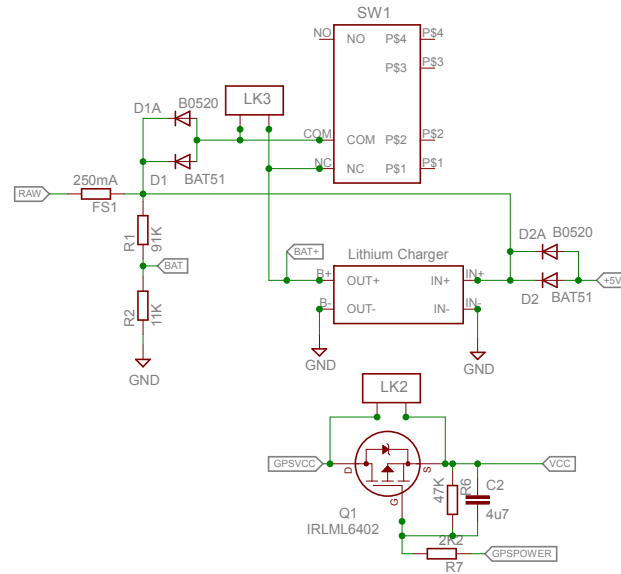 SW1
NO NO P$4 P$4
P$3 P$3
D1A B0520
LK3
COM COM P$2 P$2
NC NC P$1 P$1
D1 BAT51
RAW 250mA
FS1
R1 91K
BAT
R2 11K
GND
BAT+
Lithium Charger
B+ OUT+ IN+ IN+
B- OUT- IN- IN-
GND GND
D2A B0520
+5V
D2 BAT51
LK2
GPSVCC D S VCC
G
47K R6
C2
4u7
Q1
IRLML6402
2K2
R7
GPSPOWER